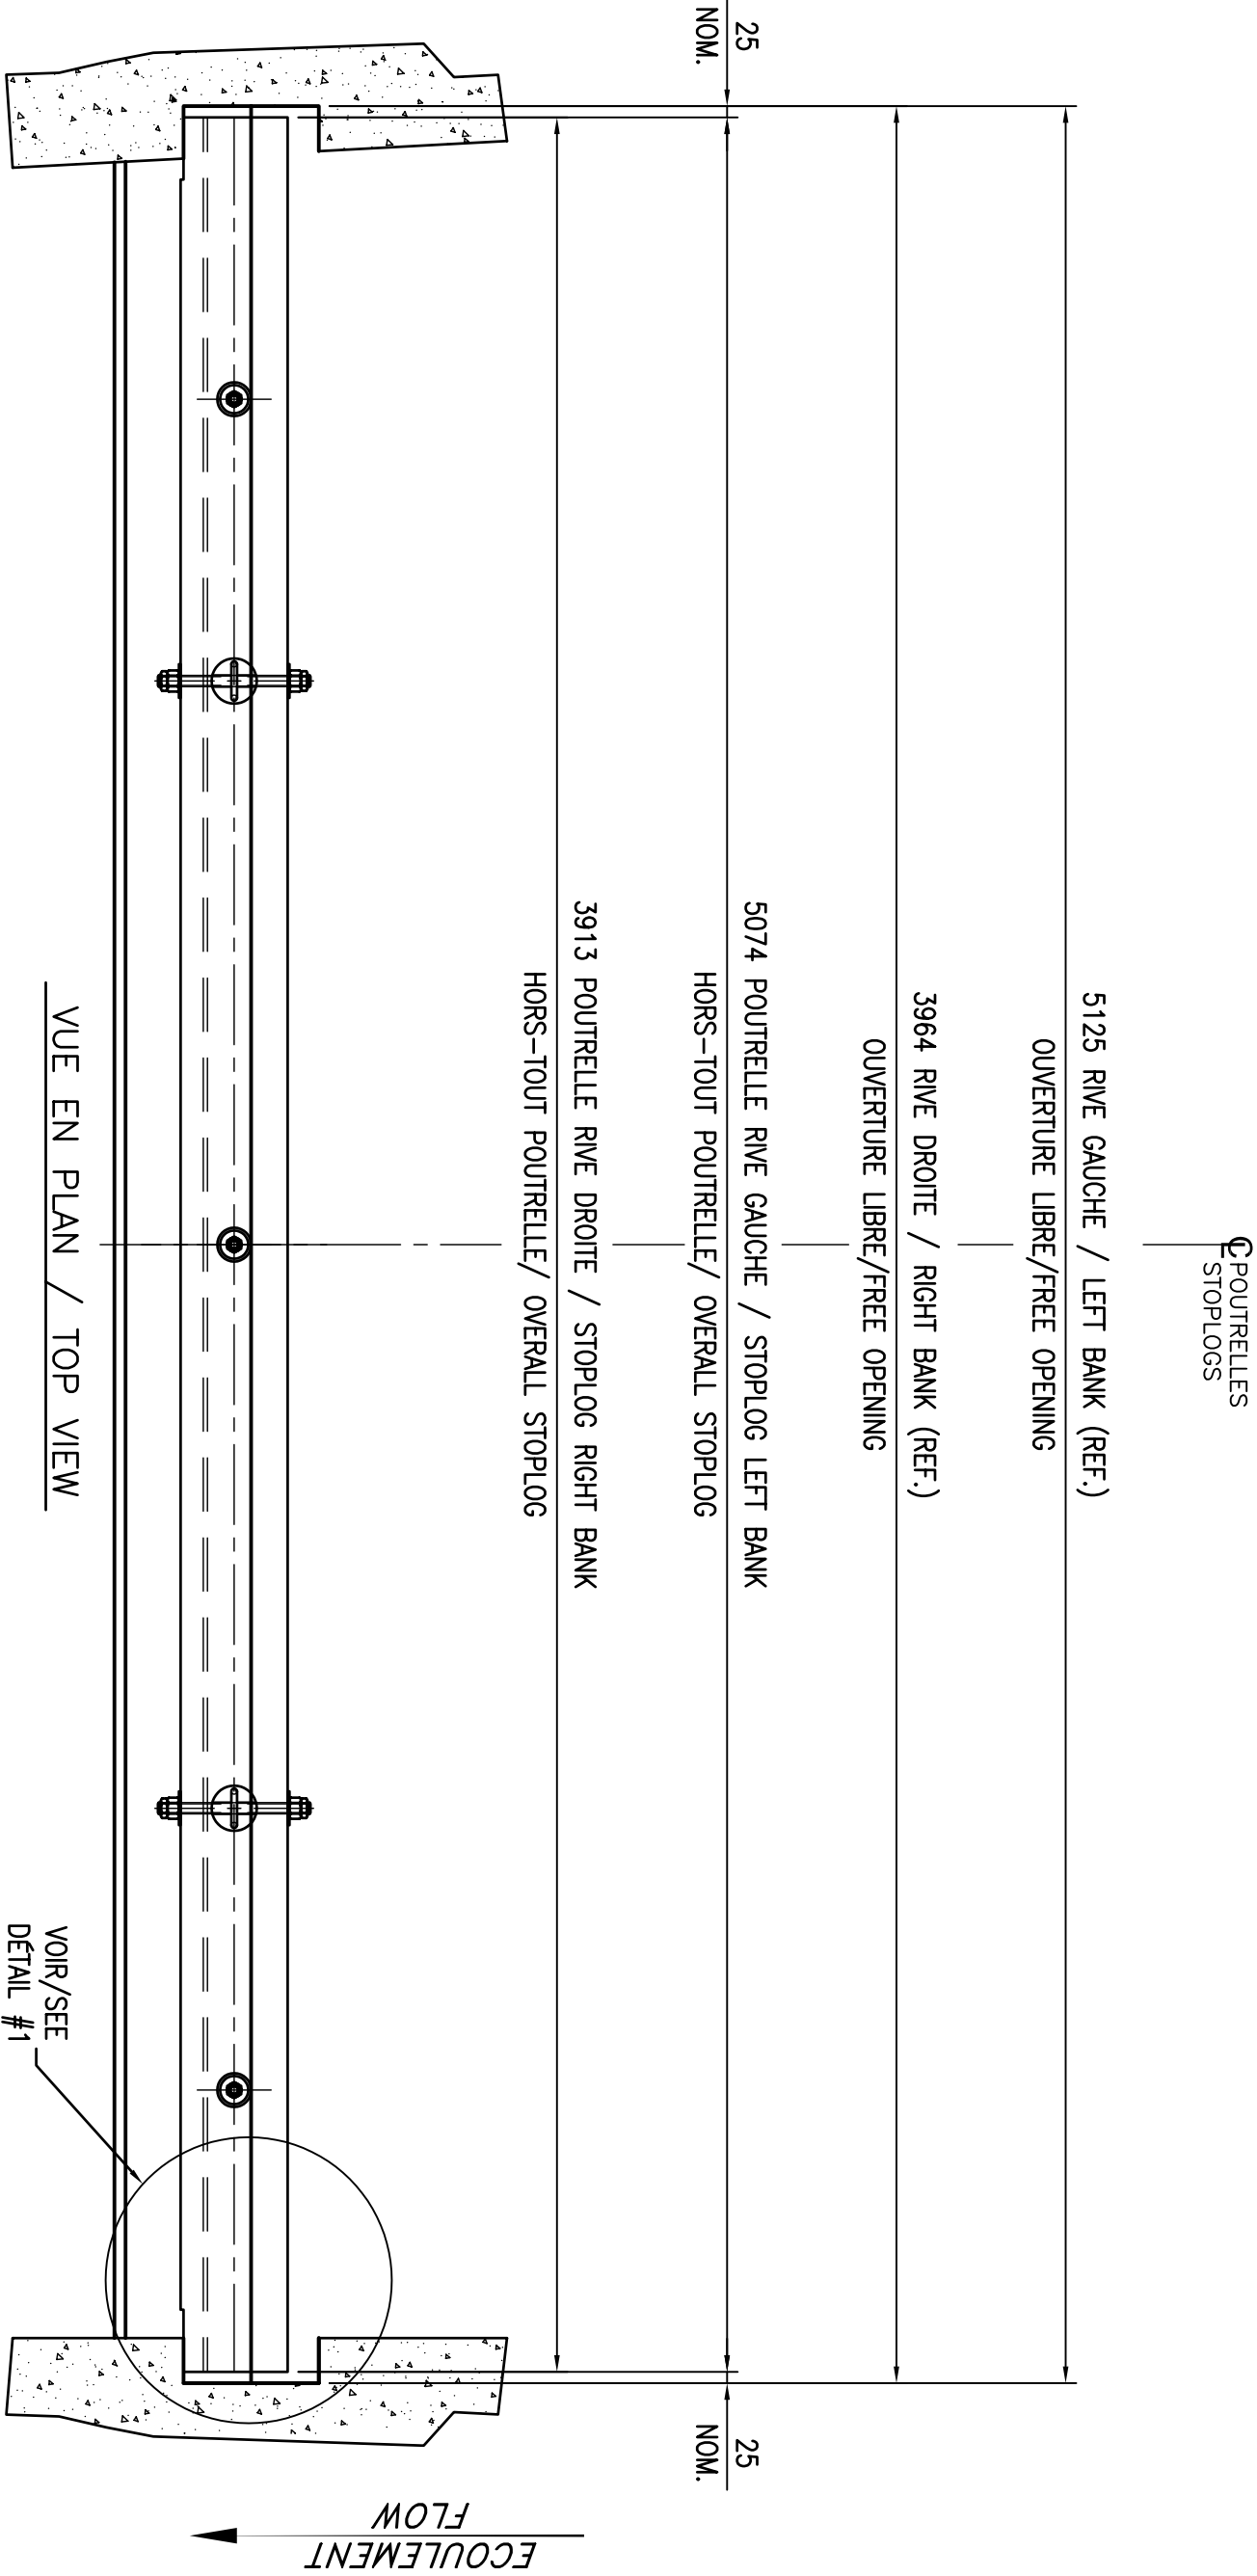 ℄ POUTRELLES
STOPLOGS
5125 RIVE GAUCHE / LEFT BANK (REF.)
OUVERTURE LIBRE/FREE OPENING
3964 RIVE DROITE / RIGHT BANK (REF.)
OUVERTURE LIBRE/FREE OPENING
25
NOM.
5074 POUTRELLE RIVE GAUCHE / STOPLOG LEFT BANK
HORS-TOUT POUTRELLE/ OVERALL STOPLOG
25
NOM.
3913 POUTRELLE RIVE DROITE / STOPLOG RIGHT BANK
HORS-TOUT POUTRELLE/ OVERALL STOPLOG
ECOULEMENT
FLOW
VOIR/SEE
DÉTAIL #1
VUE EN PLAN / TOP VIEW